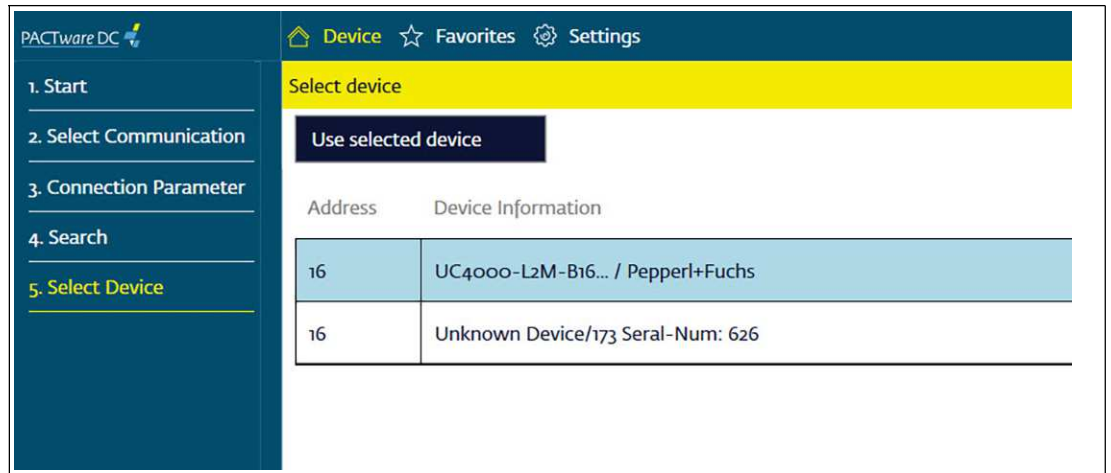 PACTware DC
Device Favorites Settings
1. Start
2. Select Communication
3. Connection Parameter
4. Search
5. Select Device
Select device
Use selected device
Address Device Information
16 UC4000-L2M-B16... / Pepperl+Fuchs
16 Unknown Device/173 Seral-Num: 626